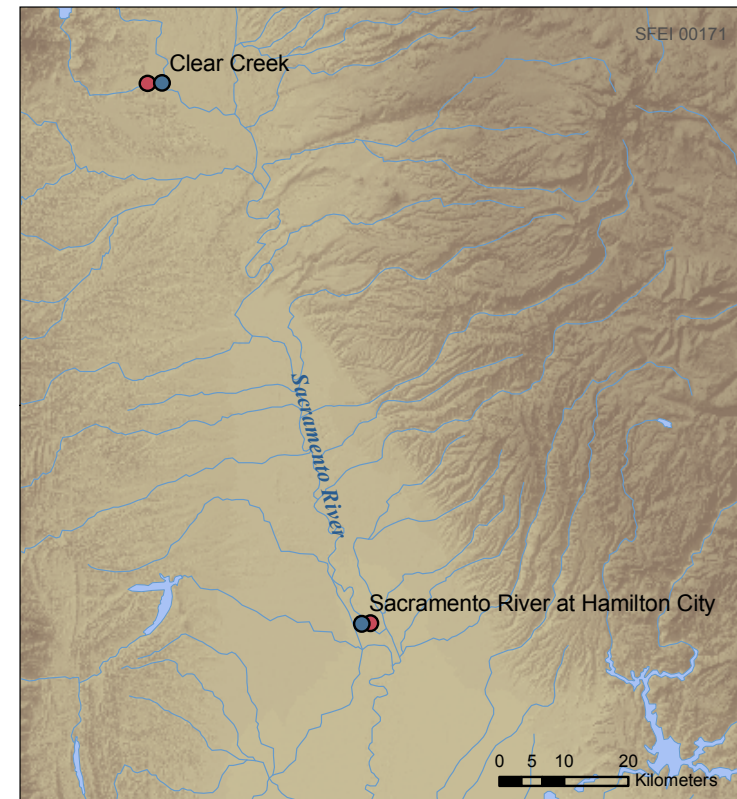 SFEI 00171
Clear Creek
Sacramento River
Sacramento River at Hamilton City
0 5 10 20
Kilometers